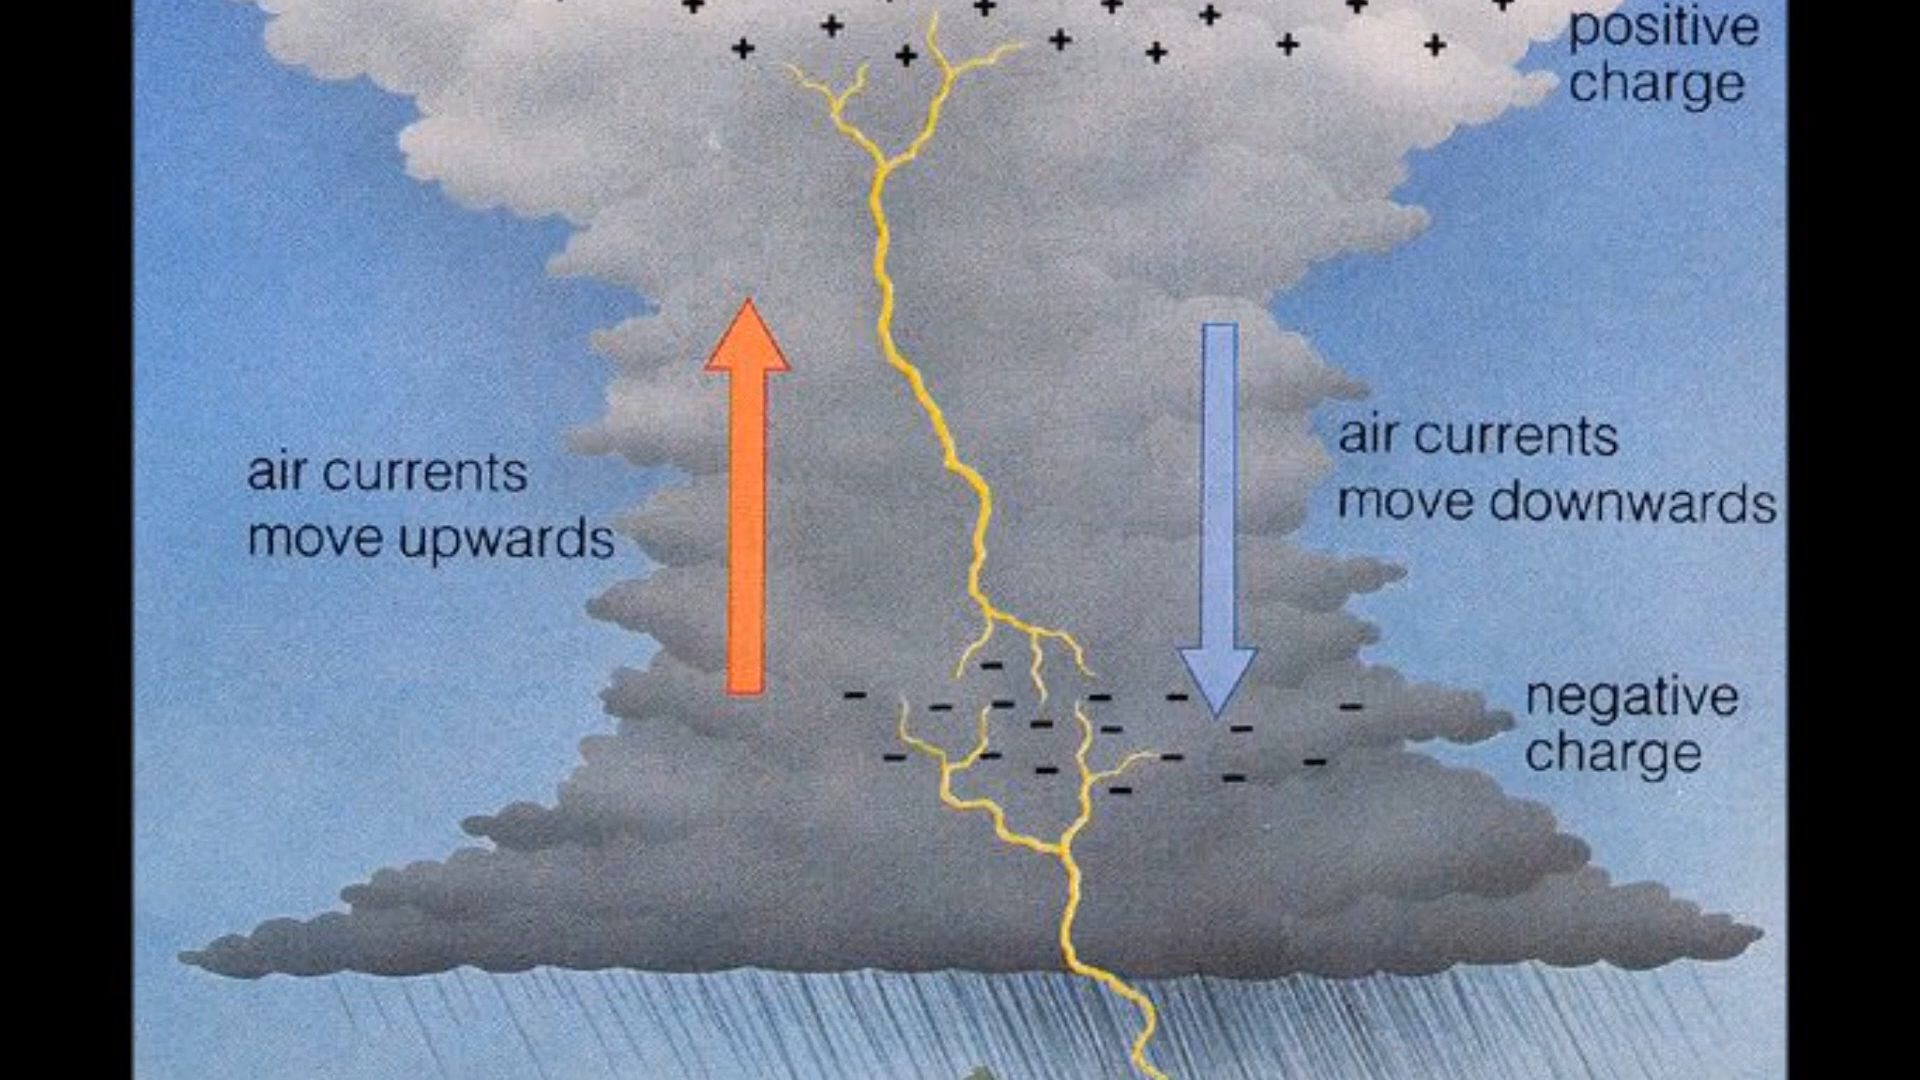 positive
charge
air currents
move upwards
air currents
move downwards
negative
charge